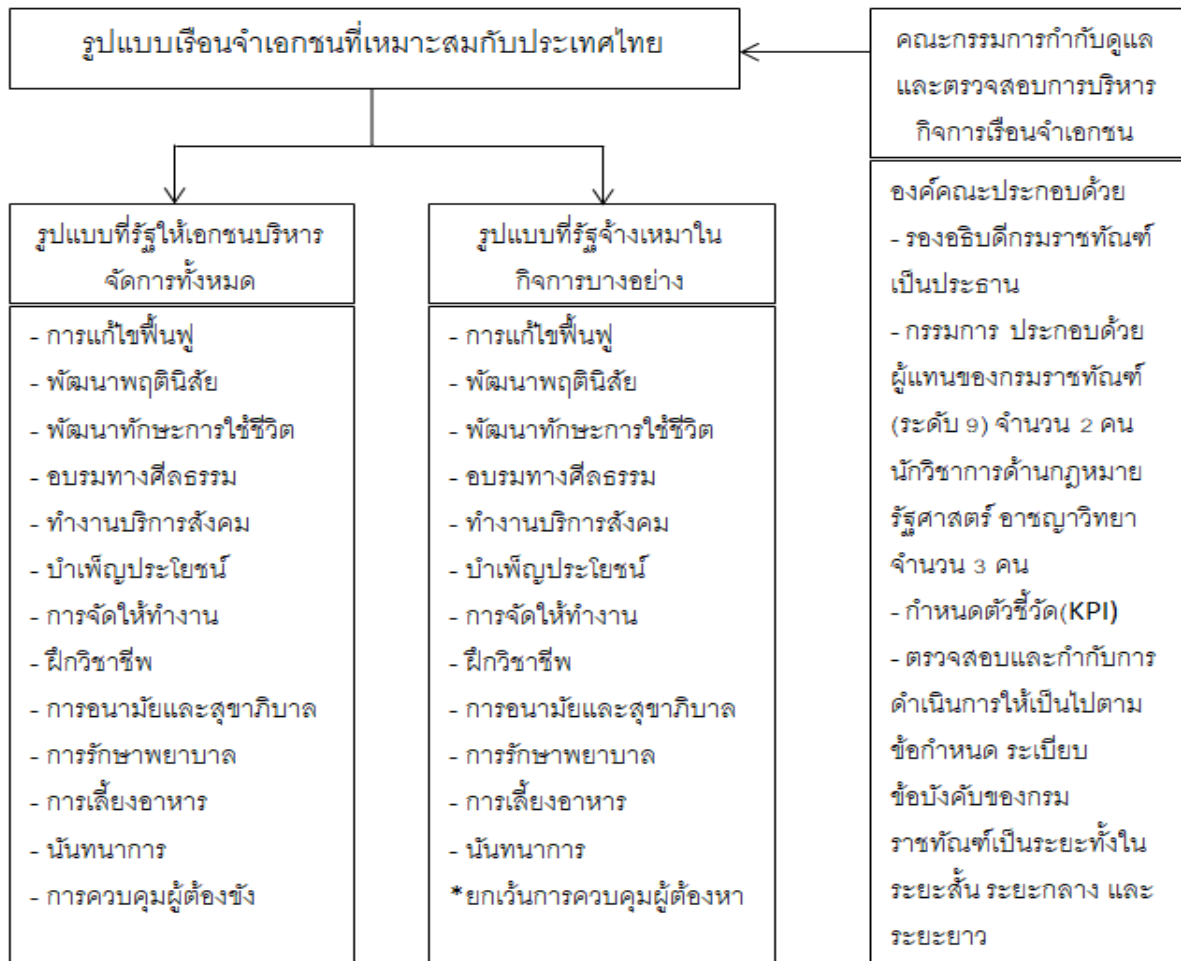 รูปแบบเรือนจำเอกชนที่เหมาะสมกับประเทศไทย
รูปแบบที่รัฐให้เอกชนบริหาร
จัดการทั้งหมด
- การแก้ไขฟื้นฟู
- พัฒนาพฤตินิสัย
- พัฒนาทักษะการใช้ชีวิต
- อบรมทางศีลธรรม
- ทำงานบริการสังคม
- บำเพ็ญประโยชน์
- การจัดให้ทำงาน
- ฝึกวิชาชีพ
- การอนามัยและสุขาภิบาล
- การรักษาพยาบาล
- การเลี้ยงอาหาร
- นันทนาการ
- การควบคุมผู้ต้องขัง
รูปแบบที่รัฐจ้างเหมาใน
กิจการบางอย่าง
- การแก้ไขฟื้นฟู
- พัฒนาพฤตินิสัย
- พัฒนาทักษะการใช้ชีวิต
- อบรมทางศีลธรรม
- ทำงานบริการสังคม
- บำเพ็ญประโยชน์
- การจัดให้ทำงาน
- ฝึกวิชาชีพ
- การอนามัยและสุขาภิบาล
- การรักษาพยาบาล
- การเลี้ยงอาหาร
- นันทนาการ
*ยกเว้นการควบคุมผู้ต้องหา
คณะกรรมการกำกับดูแล
และตรวจสอบการบริหาร
กิจการเรือนจำเอกชน
องค์คณะประกอบด้วย
- รองอธิบดีกรมราชทัณฑ์
เป็นประธาน
- กรรมการ ประกอบด้วย
ผู้แทนของกรมราชทัณฑ์
(ระดับ 9) จำนวน 2 คน
นักวิชาการด้านกฎหมาย
รัฐศาสตร์ อาชญาวิทยา
จำนวน 3 คน
- กำหนดตัวชี้วัด(KPI)
- ตรวจสอบและกำกับการ
ดำเนินการให้เป็นไปตาม
ข้อกำหนด ระเบียบ
ข้อบังคับของกรม
ราชทัณฑ์เป็นระยะทั้งใน
ระยะสั้น ระยะกลาง และ
ระยะยาว